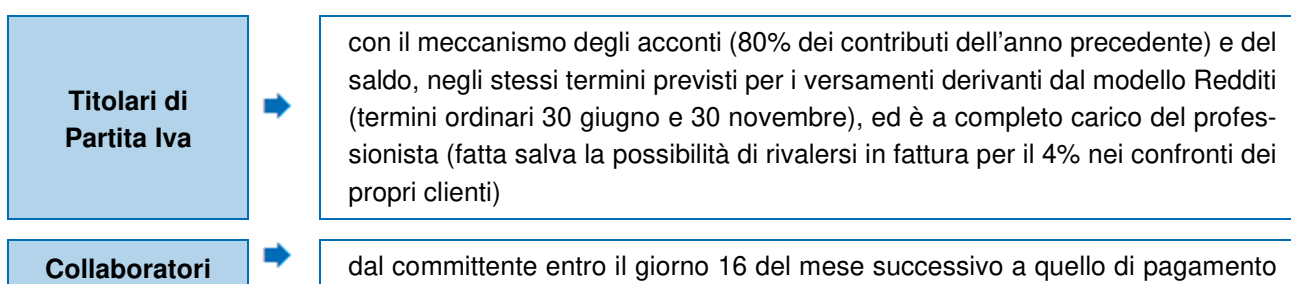 Titolari di
Partita Iva
con il meccanismo degli acconti (80% dei contributi dell'anno precedente) e del
saldo, negli stessi termini previsti per i versamenti derivanti dal modello Redditi
(termini ordinari 30 giugno e 30 novembre), ed è a completo carico del profes-
sionista (fatta salva la possibilità di rivalersi in fattura per il 4% nei confronti dei
propri clienti)
Collaboratori
dal committente entro il giorno 16 del mese successivo a quello di pagamento